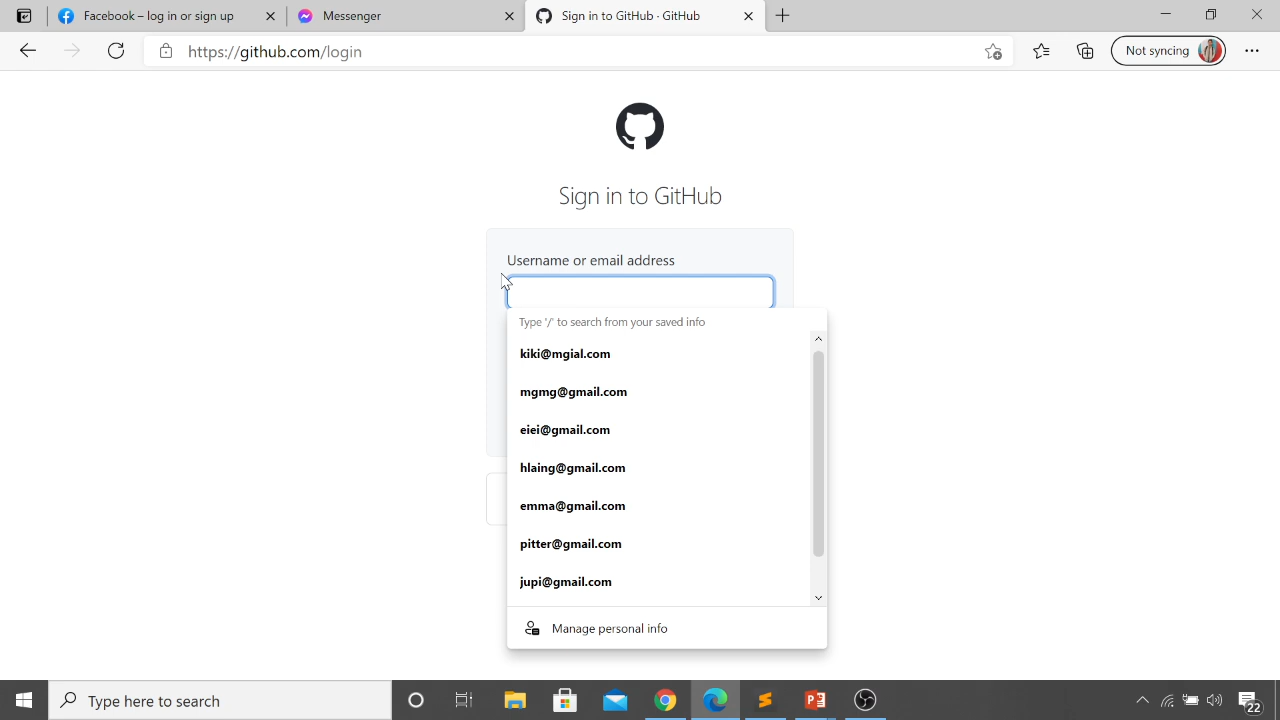 Facebook – log in or sign up
Messenger
Sign in to GitHub · GitHub
https://github.com/login
Not syncing
Sign in to GitHub
Username or email address
Type '/' to search from your saved info
kiki@mgial.com
mgmg@gmail.com
eiei@gmail.com
hlaing@gmail.com
emma@gmail.com
pitter@gmail.com
jupi@gmail.com
Manage personal info
Type here to search
22